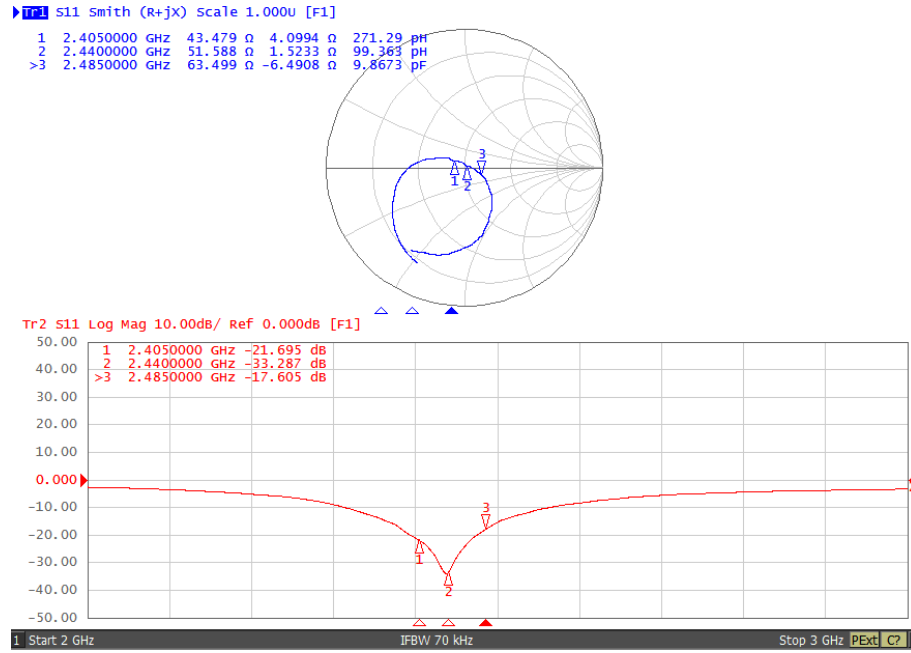 Tr1 S11 Smith (R+jX) Scale 1.000U [F1]
1 2.4050000 GHz 43.479 Ω 4.0994 Ω 271.29 pH
2 2.4400000 GHz 51.588 Ω 1.5233 Ω 99.363 pH
>3 2.4850000 GHz 63.499 Ω -6.4908 Ω 9.8673 pF
3
1
2
Tr2 S11 Log Mag 10.00dB/ Ref 0.000dB [F1]
50.00
1 2.4050000 GHz -21.695 dB
2 2.4400000 GHz -33.287 dB
40.00
>3 2.4850000 GHz -17.605 dB
30.00
20.00
10.00
0.000
-10.00
3
-20.00
1
-30.00
2
-40.00
-50.00
1 Start 2 GHz IFBW 70 kHz Stop 3 GHz PExt C?